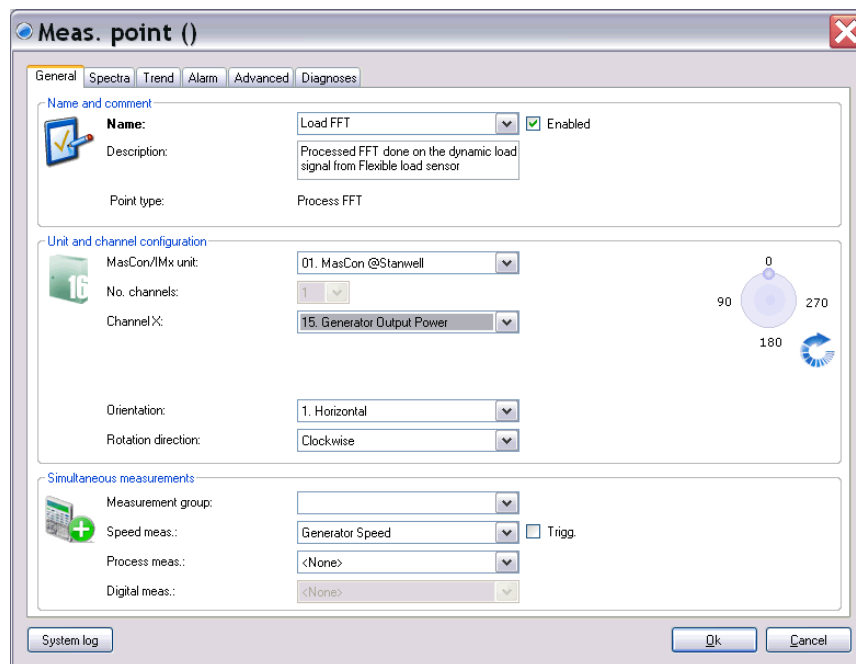 Meas. point ()
General Spectra Trend Alarm Advanced Diagnoses
Name and comment
Name: Load FFT Enabled
Description: Processed FFT done on the dynamic load
signal from Flexible load sensor
Point type: Process FFT
Unit and channel configuration
16
MasCon/IMx unit: 01. MasCon @Stanwell
No. channels: 1
Channel X: 15. Generator Output Power
0
90 270
180
Orientation: 1. Horizontal
Rotation direction: Clockwise
Simultaneous measurements
Measurement group:
Speed meas.: Generator Speed Trigg.
Process meas.: <None>
Digital meas.: <None>
System log Ok Cancel